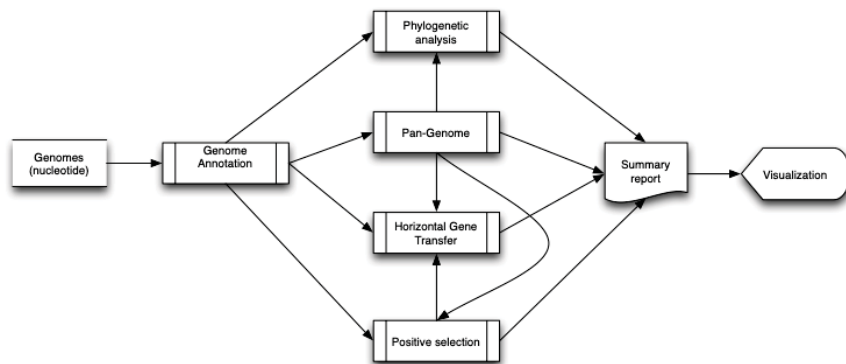 Phylogenetic
analysis
Genomes
(nucleotide)
Genome
Annotation
Pan-Genome
Horizontal Gene
Transfer
Positive selection
Summary
report
Visualization